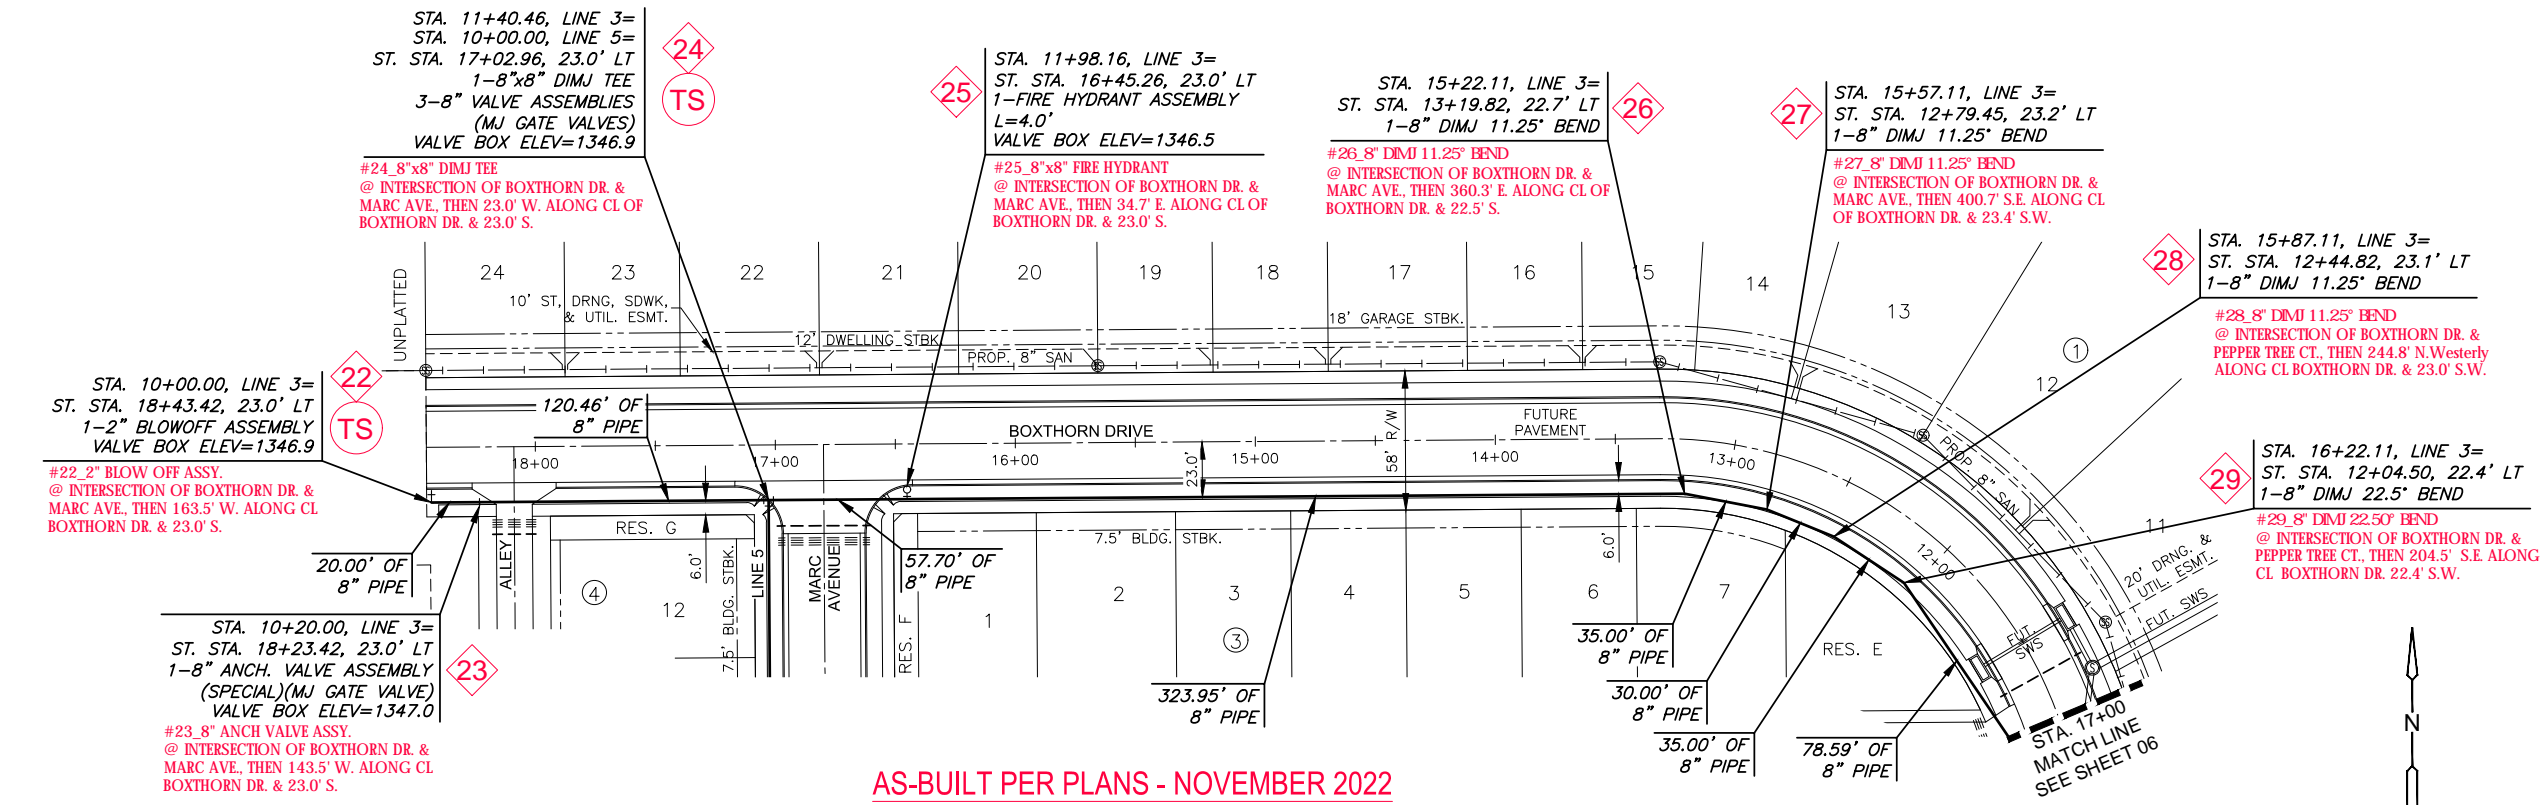 STA. 11+40.46, LINE 3=
STA. 10+00.00, LINE 5=
ST. STA. 17+02.96, 23.0' LT
1-8"x8" DIMJ TEE
3-8" VALVE ASSEMBLIES
(MJ GATE VALVES)
VALVE BOX ELEV=1346.9
24
TS
#24_8"x8" DIMJ TEE
@ INTERSECTION OF BOXTHORN DR. &
MARC AVE., THEN 23.0' W. ALONG CL OF
BOXTHORN DR. & 23.0' S.
25
STA. 11+98.16, LINE 3=
ST. STA. 16+45.26, 23.0' LT
1-FIRE HYDRANT ASSEMBLY
L=4.0'
VALVE BOX ELEV=1346.5
#25_8"x8" FIRE HYDRANT
@ INTERSECTION OF BOXTHORN DR. &
MARC AVE., THEN 34.7' E. ALONG CL OF
BOXTHORN DR. & 23.0' S.
STA. 15+22.11, LINE 3=
ST. STA. 13+19.82, 22.7' LT
1-8" DIMJ 11.25° BEND
26
#26_8" DIMJ 11.25° BEND
@ INTERSECTION OF BOXTHORN DR. &
MARC AVE., THEN 360.3' E. ALONG CL OF
BOXTHORN DR. & 22.5' S.
27
STA. 15+57.11, LINE 3=
ST. STA. 12+79.45, 23.2' LT
1-8" DIMJ 11.25° BEND
#27_8" DIMJ 11.25° BEND
@ INTERSECTION OF BOXTHORN DR. &
MARC AVE., THEN 400.7' S.E. ALONG CL
OF BOXTHORN DR. & 23.4' S.W.
28
STA. 15+87.11, LINE 3=
ST. STA. 12+44.82, 23.1' LT
1-8" DIMJ 11.25° BEND
#28_8" DIMJ 11.25° BEND
@ INTERSECTION OF BOXTHORN DR. &
PEPPER TREE CT., THEN 244.8' N.Westerly
ALONG CL BOXTHORN DR. & 23.0' S.W.
29
STA. 16+22.11, LINE 3=
ST. STA. 12+04.50, 22.4' LT
1-8" DIMJ 22.5° BEND
#29_8" DIMJ 22.50° BEND
@ INTERSECTION OF BOXTHORN DR. &
PEPPER TREE CT., THEN 204.5' S.E. ALONG
CL BOXTHORN DR. 22.4' S.W.
UNPLATTED
24
23
22
21
20
19
18
17
16
15
14
13
12
11
1
10' ST, DRNG, SDWK,
& UTIL. ESMT.
12' DWELLING STBK.
PROP. 8" SAN
18' GARAGE STBK.
PROP. 8" SAN
20' DRNG. &
UTIL. ESMT.
FUT. SWS
FUT.
SWS
STA. 10+00.00, LINE 3=
ST. STA. 18+43.42, 23.0' LT
1-2" BLOWOFF ASSEMBLY
VALVE BOX ELEV=1346.9
22
TS
#22_2" BLOW OFF ASSY.
@ INTERSECTION OF BOXTHORN DR. &
MARC AVE., THEN 163.5' W. ALONG CL
BOXTHORN DR. & 23.0' S.
120.46' OF
8" PIPE
BOXTHORN DRIVE
FUTURE
PAVEMENT
58' R/W
23.0'
18+00
17+00
16+00
15+00
14+00
13+00
12+00
20.00' OF
8" PIPE
ALLEY
RES. G
4
12
6.0'
7.5' BLDG. STBK.
LINE 5
MARC
AVENUE
57.70' OF
8" PIPE
RES. F
7.5' BLDG. STBK.
6.0'
1
2
3
4
5
6
7
3
RES. E
STA. 10+20.00, LINE 3=
ST. STA. 18+23.42, 23.0' LT
1-8" ANCH. VALVE ASSEMBLY
(SPECIAL)(MJ GATE VALVE)
VALVE BOX ELEV=1347.0
23
#23_8" ANCH VALVE ASSY.
@ INTERSECTION OF BOXTHORN DR. &
MARC AVE., THEN 143.5' W. ALONG CL
BOXTHORN DR. & 23.0' S.
323.95' OF
8" PIPE
35.00' OF
8" PIPE
30.00' OF
8" PIPE
35.00' OF
8" PIPE
78.59' OF
8" PIPE
STA. 17+00
MATCH LINE
SEE SHEET 06
N
S
AS-BUILT PER PLANS - NOVEMBER 2022